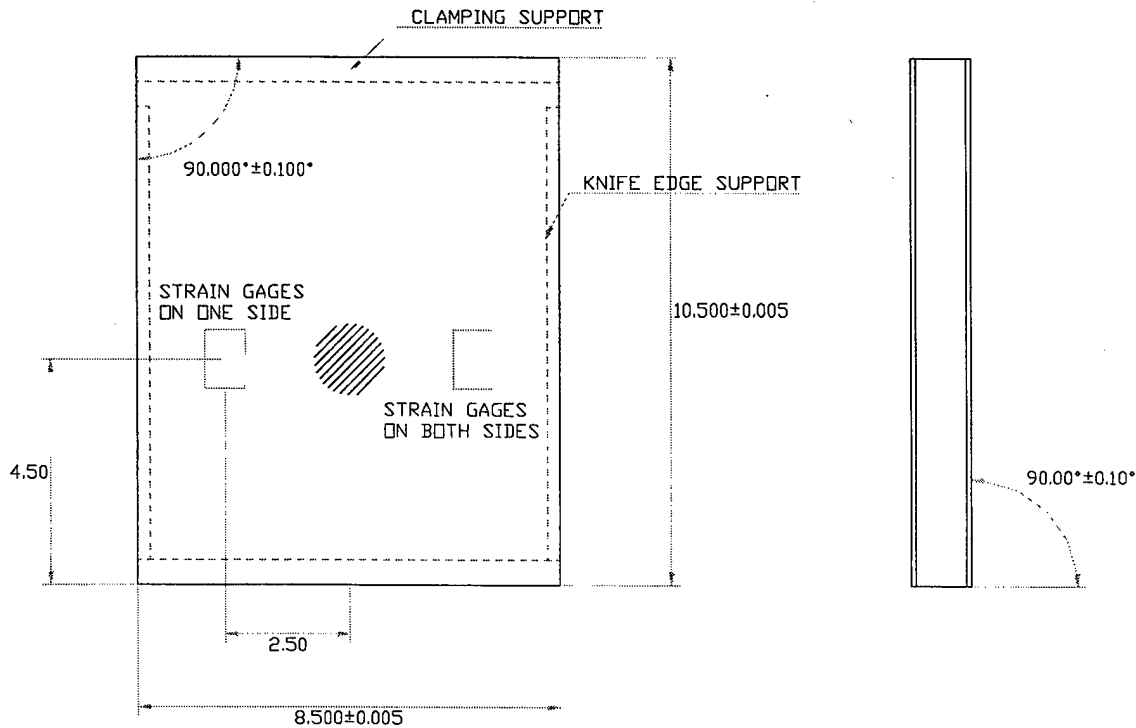 CLAMPING SUPPORT
90.000°±0.100°
KNIFE EDGE SUPPORT
STRAIN GAGES
ON ONE SIDE
10.500±0.005
STRAIN GAGES
ON BOTH SIDES
4.50
90.00°±0.10°
2.50
8.500±0.005